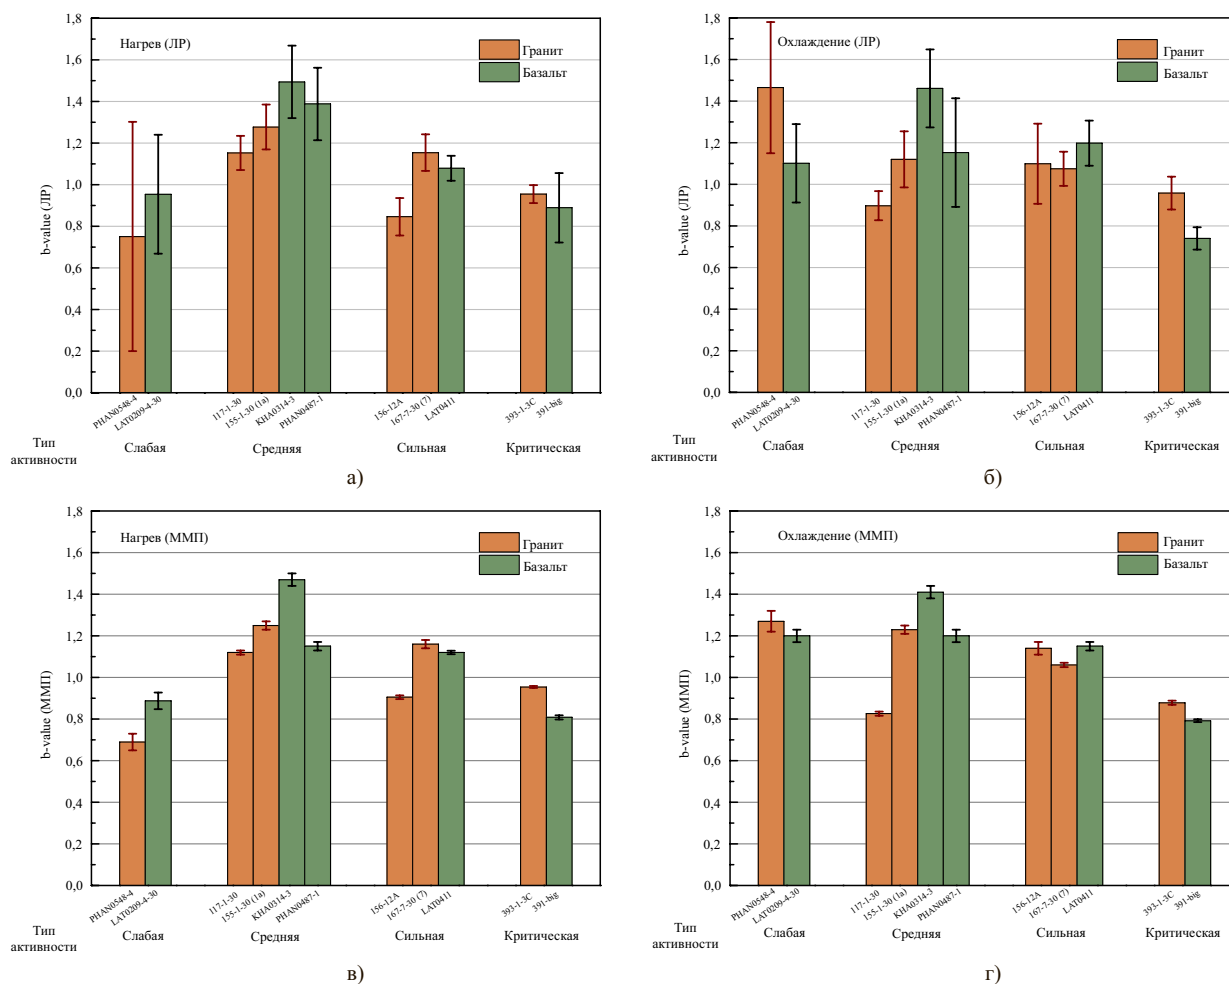 1,8
1,6
1,4
1,2
1,0
0,8
0,6
0,4
0,2
0,0
b-value (ЛР)
Нагрев (ЛР)
Гранит
Базальт
PHAN0548-4
LAT0209-4-30
117-1-30
155-1-30 (1a)
KHA0314-3
PHAN0487-1
156-12A
167-7-30 (7)
LAT0411
393-1-3C
391-big
Тип
активности
Слабая
Средняя
Сильная
Критическая
а)
1,8
1,6
1,4
1,2
1,0
0,8
0,6
0,4
0,2
0,0
b-value (ЛР)
Охлаждение (ЛР)
Гранит
Базальт
PHAN0548-4
LAT0209-4-30
117-1-30
155-1-30 (1a)
KHA0314-3
PHAN0487-1
156-12A
167-7-30 (7)
LAT0411
393-1-3C
391-big
Тип
активности
Слабая
Средняя
Сильная
Критическая
б)
1,8
1,6
1,4
1,2
1,0
0,8
0,6
0,4
0,2
0,0
b-value (ММП)
Нагрев (ММП)
Гранит
Базальт
PHAN0548-4
LAT0209-4-30
117-1-30
155-1-30 (1a)
KHA0314-3
PHAN0487-1
156-12A
167-7-30 (7)
LAT0411
393-1-3C
391-big
Тип
активности
Слабая
Средняя
Сильная
Критическая
в)
1,8
1,6
1,4
1,2
1,0
0,8
0,6
0,4
0,2
0,0
b-value (ММП)
Охлаждение (ММП)
Гранит
Базальт
PHAN0548-4
LAT0209-4-30
117-1-30
155-1-30 (1a)
KHA0314-3
PHAN0487-1
156-12A
167-7-30 (7)
LAT0411
393-1-3C
391-big
Тип
активности
Слабая
Средняя
Сильная
Критическая
г)